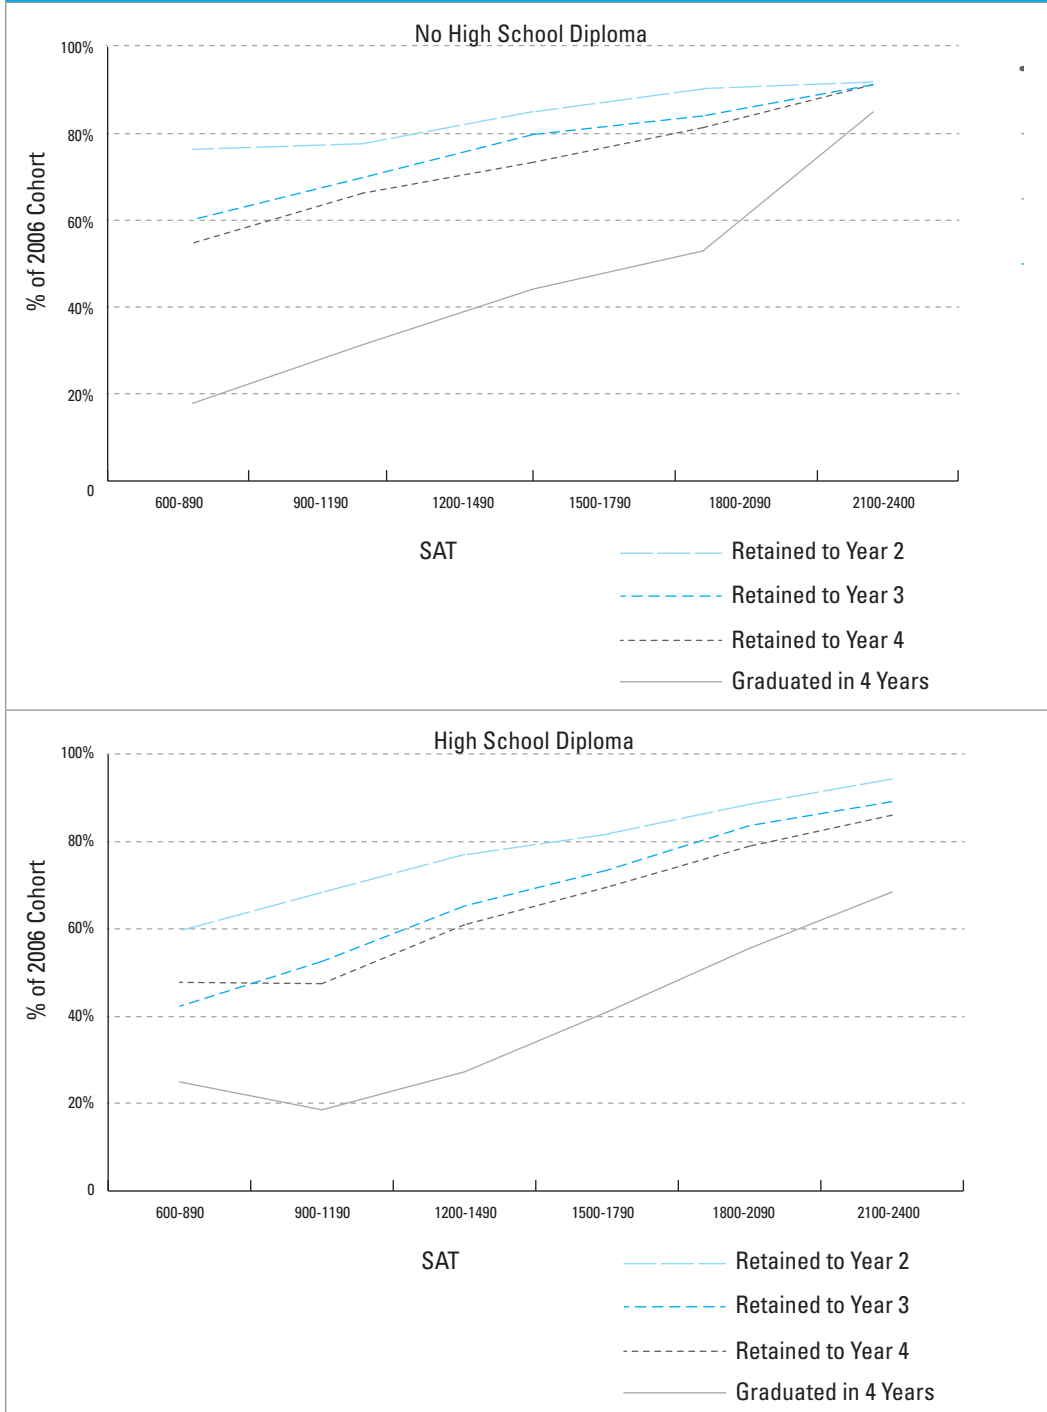 No High School Diploma
100%
80%
60%
40%
20%
0
% of 2006 Cohort
600-890 900-1190 1200-1490 1500-1790 1800-2090 2100-2400
SAT
Retained to Year 2
Retained to Year 3
Retained to Year 4
Graduated in 4 Years
High School Diploma
100%
80%
60%
40%
20%
0
% of 2006 Cohort
600-890 900-1190 1200-1490 1500-1790 1800-2090 2100-2400
SAT
Retained to Year 2
Retained to Year 3
Retained to Year 4
Graduated in 4 Years